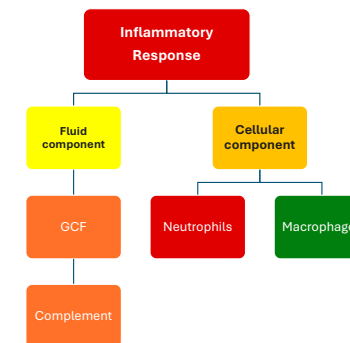 Inflammatory
Response
Fluid
component
Cellular
component
GCF
Neutrophils
Macrophag
Complement